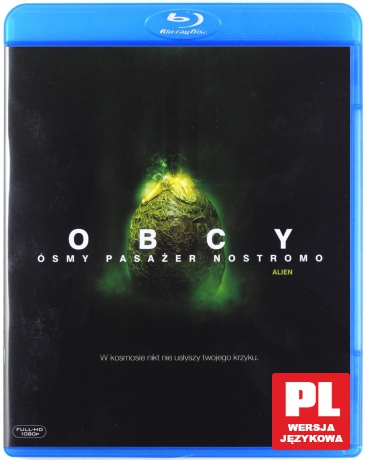 Blu-ray Disc
OBCY
ÓSMY PASAŻER NOSTROMO
ALIEN
W kosmosie nikt nie usłyszy twojego krzyku.
FULL-HD
1080P
PL
WERSJA
JĘZYKOWA